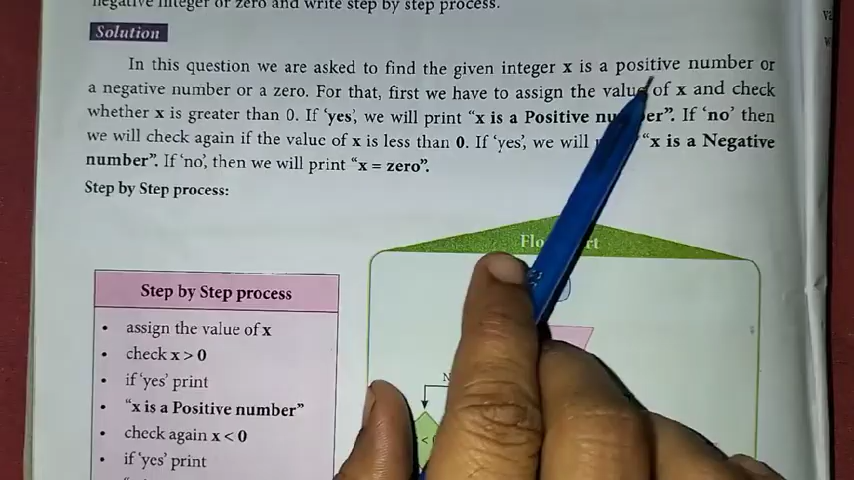 negative integer or zero and write step by step process.
Solution
In this question we are asked to find the given integer x is a positive number or
a negative number or a zero. For that, first we have to assign the value of x and check
whether x is greater than 0. If ‘yes’, we will print “x is a Positive er”. If ‘no’ then
we will check again if the value of x is less than 0. If ‘yes’, we will “x is a Negative
number”. If ‘no’, then we will print “x = zero”.
Step by Step process:
Step by Step process
• assign the value of x
• check x > 0
• if ‘yes’ print
• “x is a Positive number”
• check again x < 0
• if ‘yes’ print
Flo rt
N
< 0